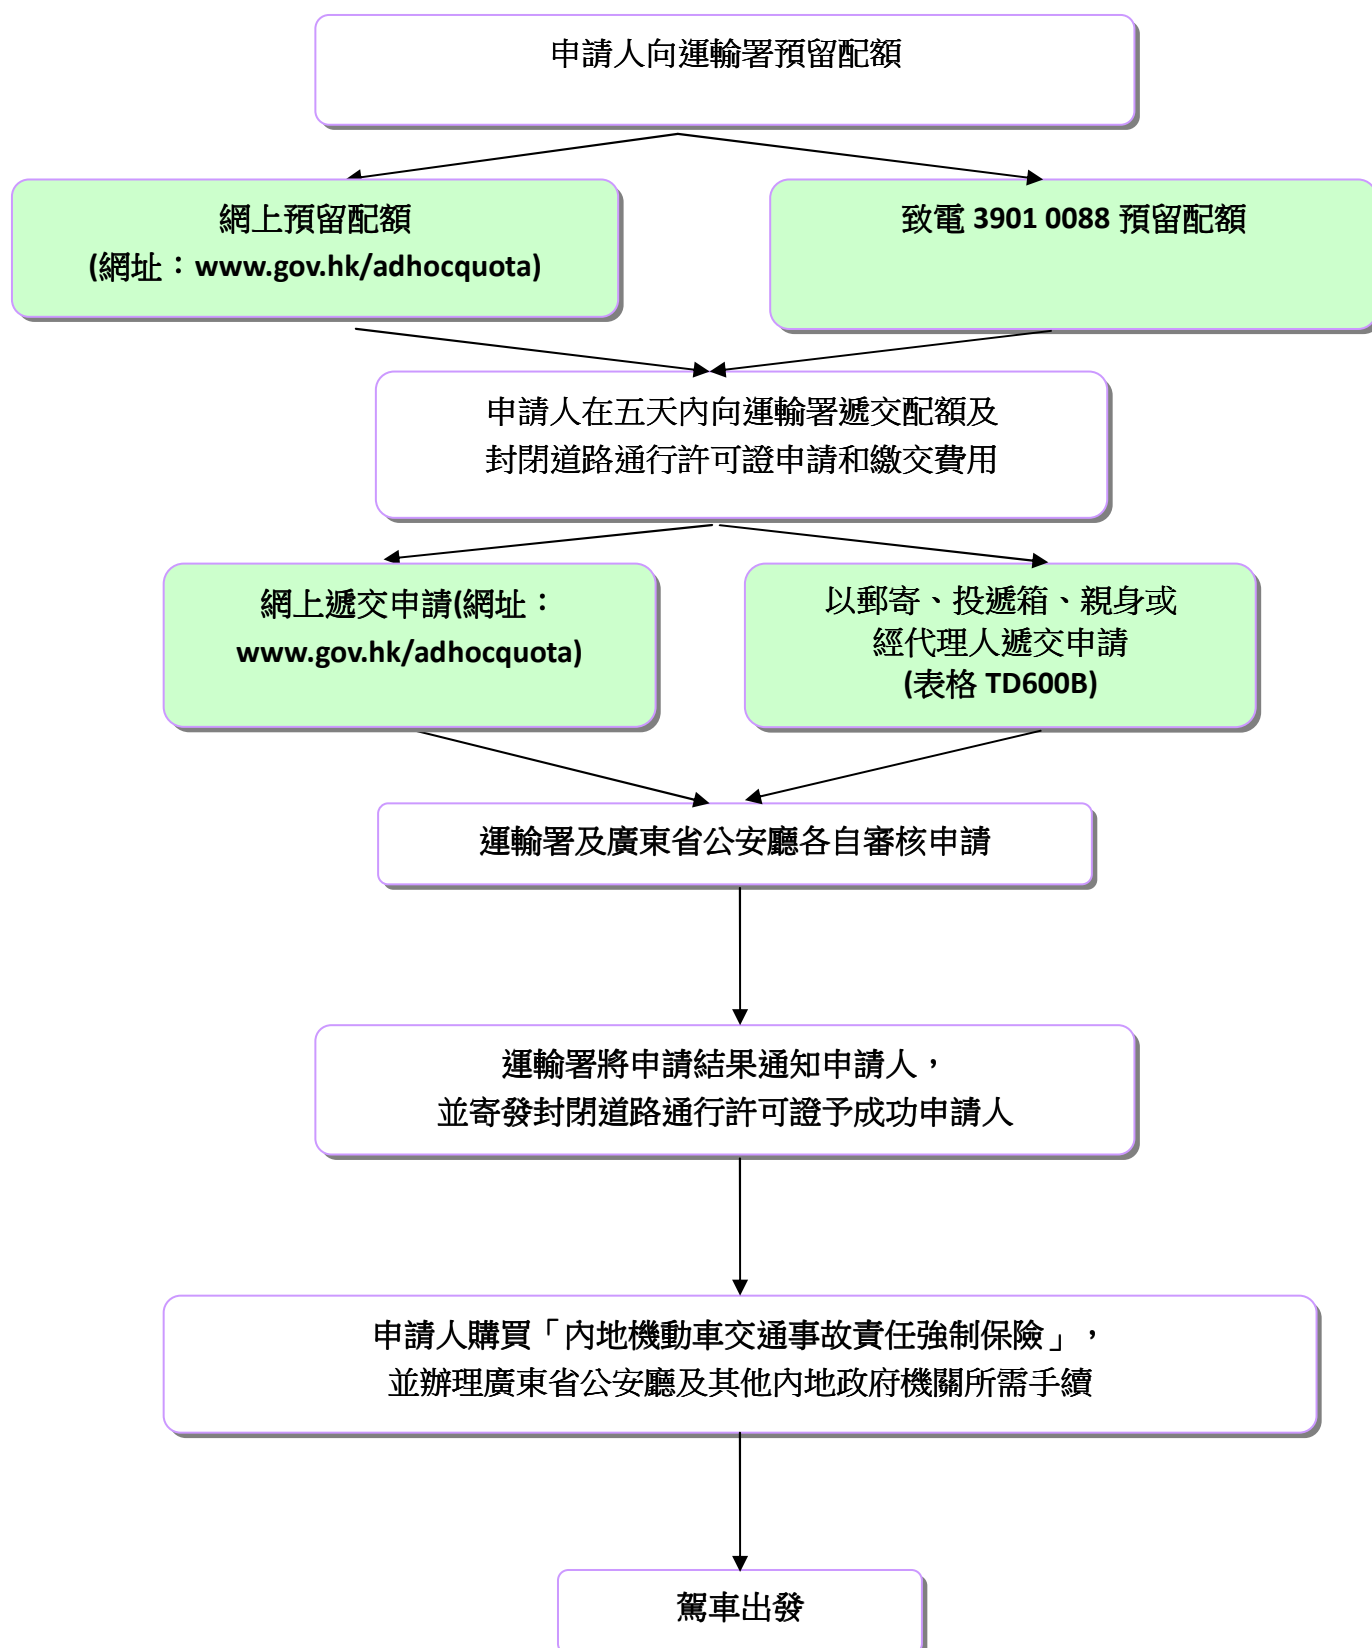 申請人向運輸署預留配額
網上預留配額
(網址：www.gov.hk/adhocquota)
致電 3901 0088 預留配額
申請人在五天內向運輸署遞交配額及
封閉道路通行許可證申請和繳交費用
網上遞交申請(網址：
www.gov.hk/adhocquota)
以郵寄、投遞箱、親身或
經代理人遞交申請
(表格 TD600B)
運輸署及廣東省公安廳各自審核申請
運輸署將申請結果通知申請人，
並寄發封閉道路通行許可證予成功申請人
申請人購買「內地機動車交通事故責任強制保險」，
並辦理廣東省公安廳及其他內地政府機關所需手續
駕車出發